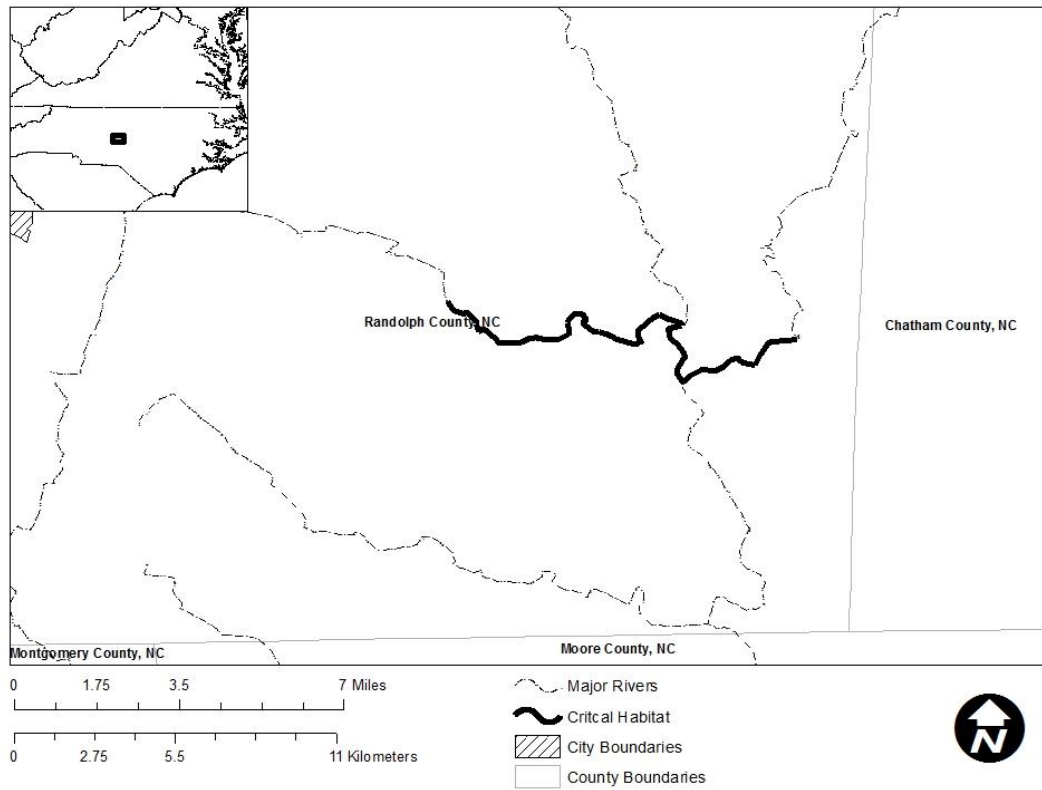 Randolph County, NC
Chatham County, NC
Montgomery County, NC
Moore County, NC
0 1.75 3.5 7 Miles
0 2.75 5.5 11 Kilometers
Major Rivers
Critcal Habitat
City Boundaries
County Boundaries
N